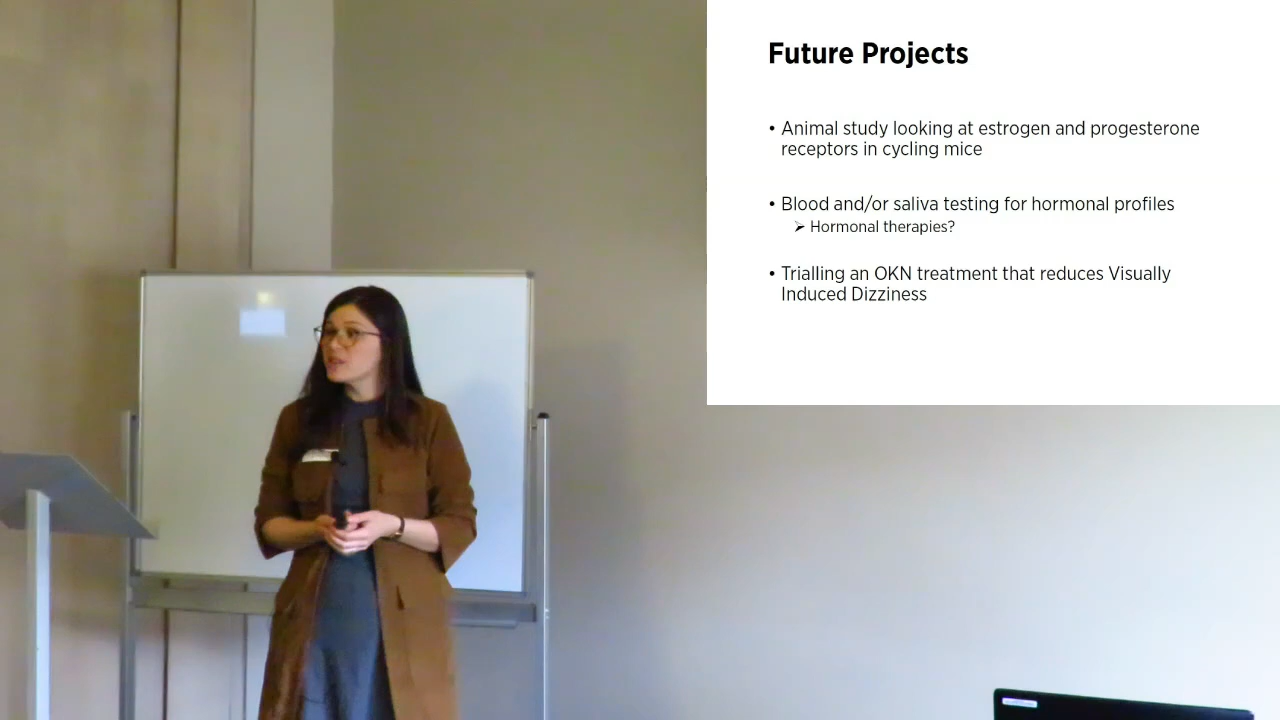 Future Projects
• Animal study looking at estrogen and progesterone
receptors in cycling mice
• Blood and/or saliva testing for hormonal profiles
➢ Hormonal therapies?
• Trialling an OKN treatment that reduces Visually
Induced Dizziness